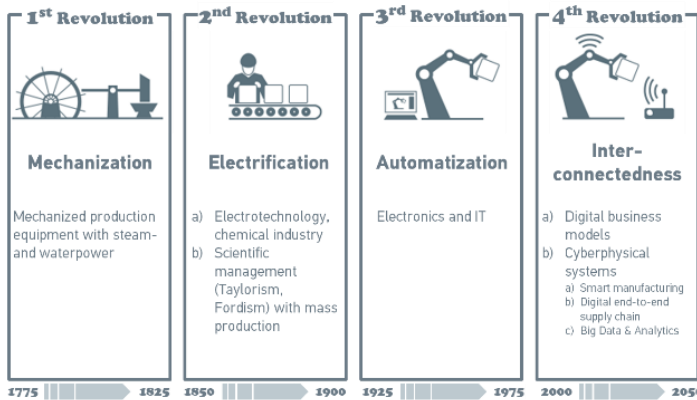 1st Revolution
Mechanization
Mechanized production
equipment with steam-
and waterpower
1775
1825
2nd Revolution
Electrification
a) Electrotechnology,
chemical industry
b) Scientific
management
(Taylorism,
Fordism) with mass
production
1850
1900
3rd Revolution
Automatization
Electronics and IT
1925
1975
4th Revolution
Inter-
connectedness
a) Digital business
models
b) Cyberphysical
systems
a) Smart manufacturing
b) Digital end-to-end
supply chain
c) Big Data & Analytics
2000
2050